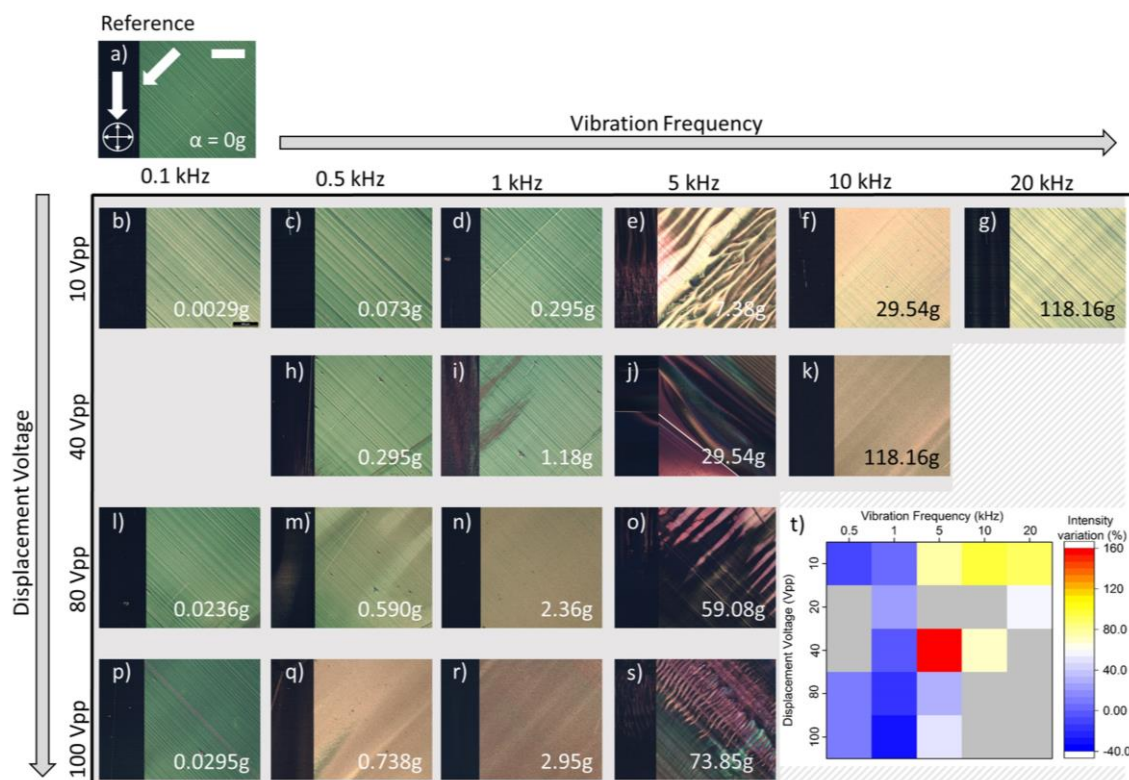 Reference
a)
α = 0g
Vibration Frequency
0.1 kHz 0.5 kHz 1 kHz 5 kHz 10 kHz 20 kHz
Displacement Voltage
10 Vpp
b) 0.0029g
c) 0.073g
d) 0.295g
e) 7.38g
f) 29.54g
g) 118.16g
40 Vpp
h) 0.295g
i) 1.18g
j) 29.54g
k) 118.16g
80 Vpp
l) 0.0236g
m) 0.590g
n) 2.36g
o) 59.08g
100 Vpp
p) 0.0295g
q) 0.738g
r) 2.95g
s) 73.85g
t)
Vibration Frequency (kHz)
0.5 1 5 10 20
Displacement Voltage (Vpp)
10
20
40
80
100
Intensity
variation (%)
160
120
80.0
40.0
0.00
-40.0